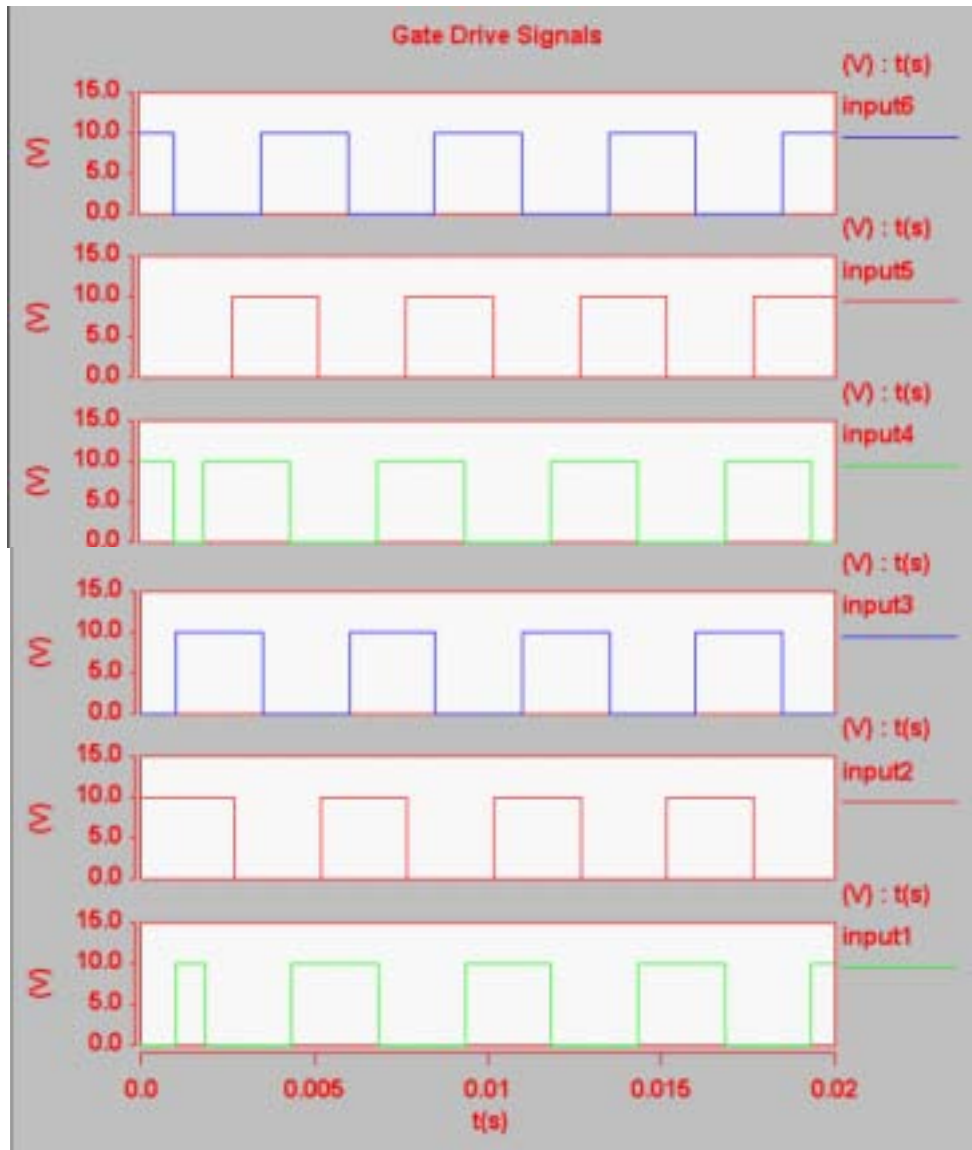 Gate Drive Signals
(V) : t(s)
input6
15.0
10.0
5.0
0.0
(V)
(V) : t(s)
input5
15.0
10.0
5.0
0.0
(V)
(V) : t(s)
input4
15.0
10.0
5.0
0.0
(V)
(V) : t(s)
input3
15.0
10.0
5.0
0.0
(V)
(V) : t(s)
input2
15.0
10.0
5.0
0.0
(V)
(V) : t(s)
input1
15.0
10.0
5.0
0.0
(V)
0.0 0.005 0.01 0.015 0.02
t(s)